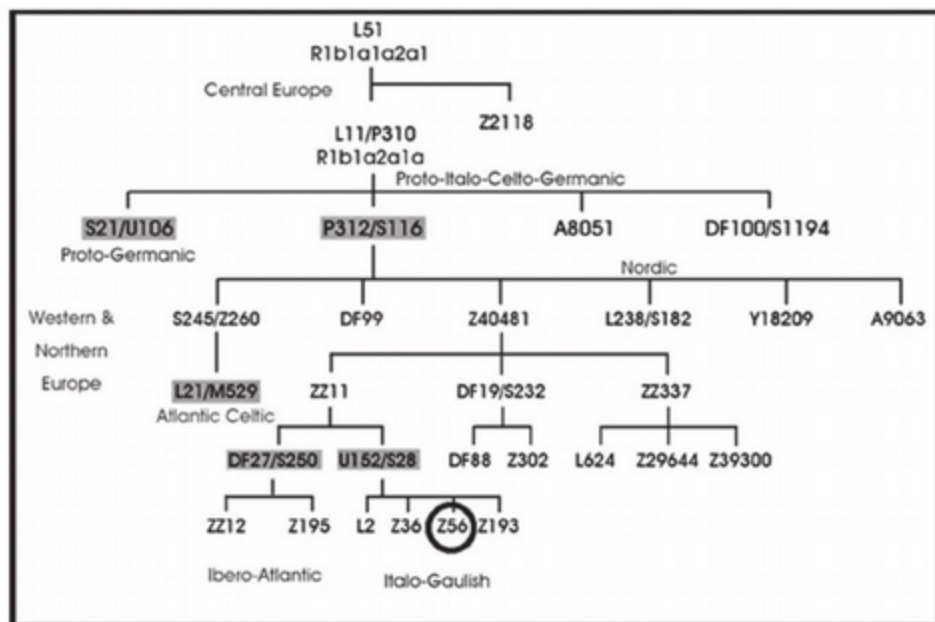 L51
R1b1a1a2a1
Central Europe
Z2118
L11/P310
R1b1a2a1a
Proto-Italo-Celto-Germanic
S21/U106 P312/S116 A8051 DF100/S1194
Proto-Germanic
Nordic
Western & S245/Z260 DF99 Z40481 L238/S182 Y18209 A9063
Northern
Europe L21/M529 ZZ11 DF19/S232 ZZ337
Atlantic Celtic
DF27/S250 U152/S28 DF88 Z302 L624 Z29644 Z39300
ZZ12 Z195 L2 Z36 Z56 Z193
Ibero-Atlantic Italo-Gaulish